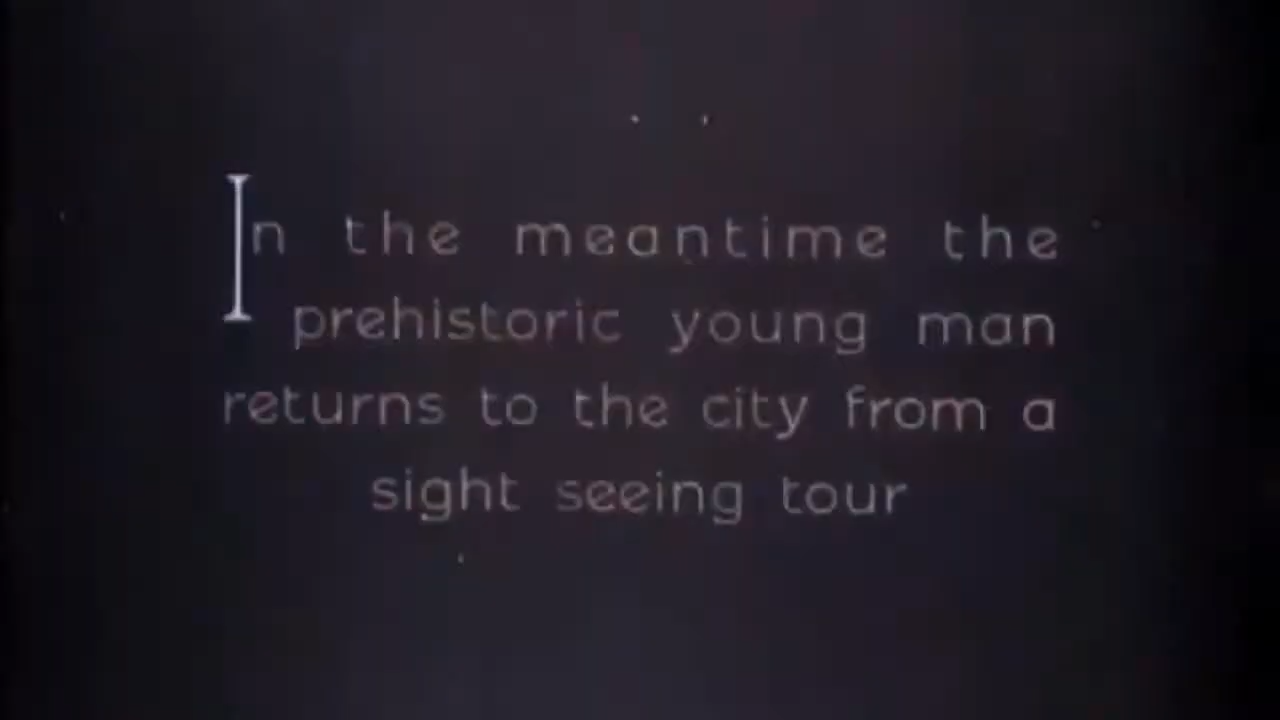 In the meantime the
prehistoric young man
returns to the city from a
sight seeing tour